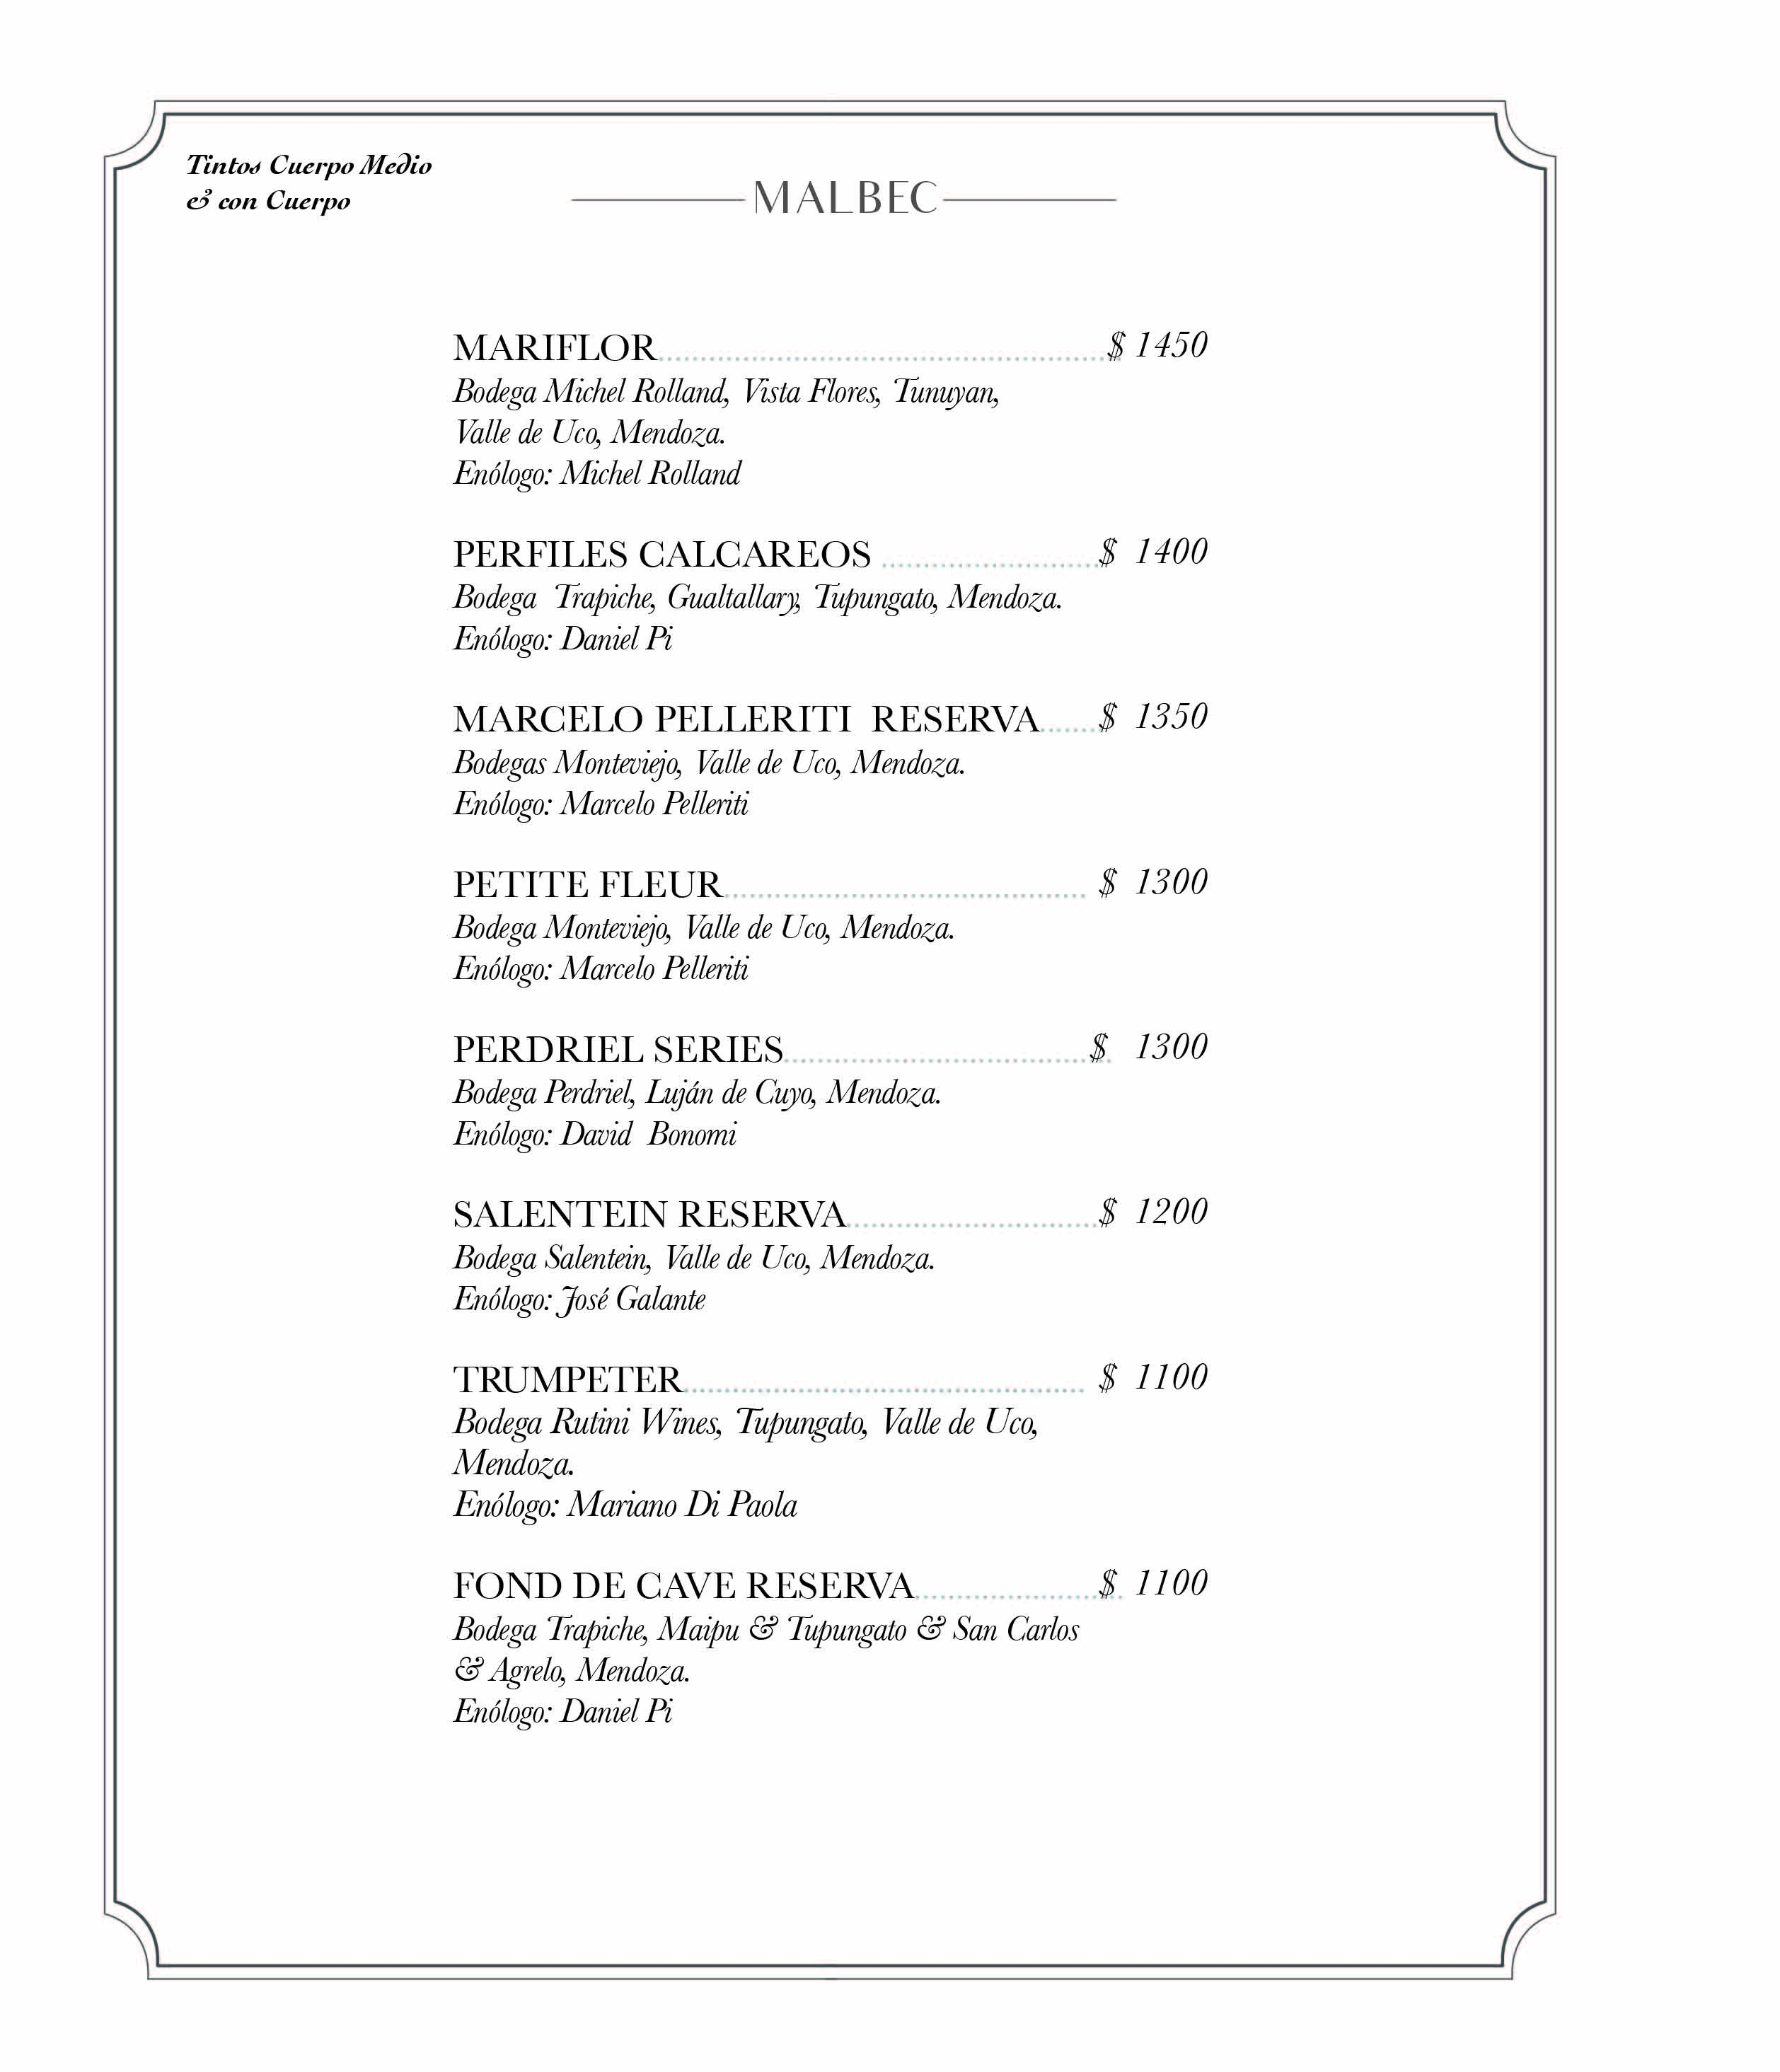 Tintos Cuerpo Medio
& con Cuerpo
MALBEC
MARIFLOR $ 1450
Bodega Michel Rolland, Vista Flores, Tunuyan,
Valle de Uco, Mendoza.
Enólogo: Michel Rolland
PERFILES CALCAREOS $ 1400
Bodega Trapiche, Gualtallary, Tupungato, Mendoza.
Enólogo: Daniel Pi
MARCELO PELLERITI RESERVA $ 1350
Bodegas Monteviejo, Valle de Uco, Mendoza.
Enólogo: Marcelo Pelleriti
PETITE FLEUR $ 1300
Bodega Monteviejo, Valle de Uco, Mendoza.
Enólogo: Marcelo Pelleriti
PERDRIEL SERIES $ 1300
Bodega Perdriel, Luján de Cuyo, Mendoza.
Enólogo: David Bonomi
SALENTEIN RESERVA $ 1200
Bodega Salentein, Valle de Uco, Mendoza.
Enólogo: José Galante
TRUMPETER $ 1100
Bodega Rutini Wines, Tupungato, Valle de Uco,
Mendoza.
Enólogo: Mariano Di Paola
FOND DE CAVE RESERVA $ 1100
Bodega Trapiche, Maipu & Tupungato & San Carlos
& Agrelo, Mendoza.
Enólogo: Daniel Pi